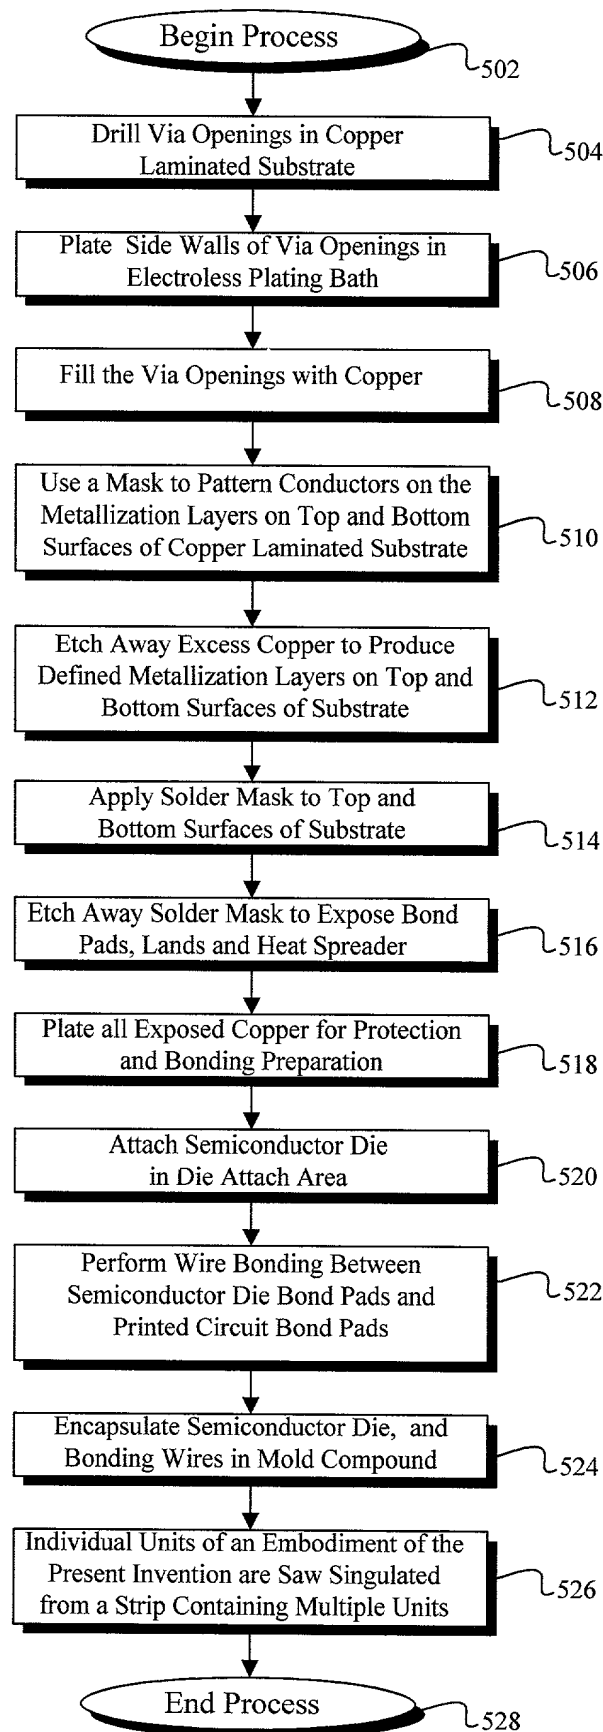 Begin Process
502
Drill Via Openings in Copper
Laminated Substrate
504
Plate Side Walls of Via Openings in
Electroless Plating Bath
506
Fill the Via Openings with Copper
508
Use a Mask to Pattern Conductors on the
Metallization Layers on Top and Bottom
Surfaces of Copper Laminated Substrate
510
Etch Away Excess Copper to Produce
Defined Metallization Layers on Top and
Bottom Surfaces of Substrate
512
Apply Solder Mask to Top and
Bottom Surfaces of Substrate
514
Etch Away Solder Mask to Expose Bond
Pads, Lands and Heat Spreader
516
Plate all Exposed Copper for Protection
and Bonding Preparation
518
Attach Semiconductor Die
in Die Attach Area
520
Perform Wire Bonding Between
Semiconductor Die Bond Pads and
Printed Circuit Bond Pads
522
Encapsulate Semiconductor Die, and
Bonding Wires in Mold Compound
524
Individual Units of an Embodiment of the
Present Invention are Saw Singulated
from a Strip Containing Multiple Units
526
End Process
528